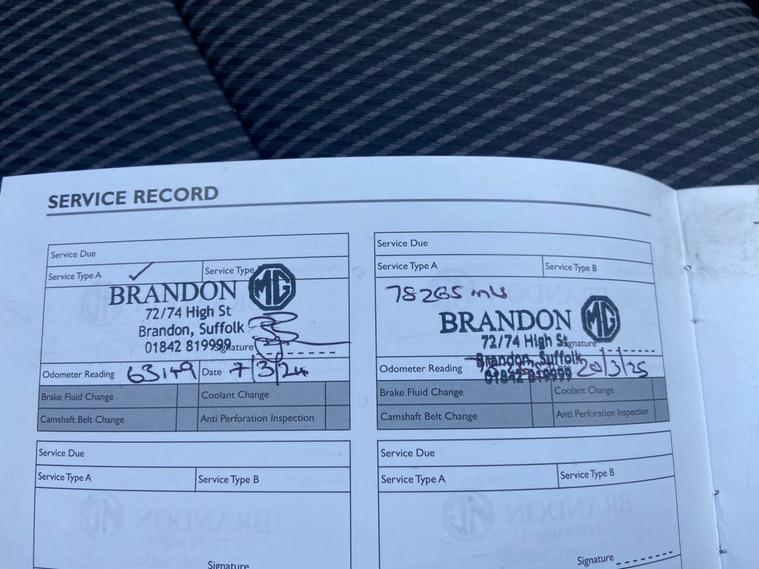 SERVICE RECORD
Service Due
Service Type A ✓ Service Type
BRANDON MG
72/74 High St
Brandon, Suffolk
01842 819999
Odometer Reading 63149 Date 7/3/24
Brake Fluid Change Coolant Change
Camshaft Belt Change Anti Perforation Inspection
Service Due
Service Type A Service Type B
78265
BRANDON MG
72/74 High St
Signature
Brandon, Suffolk
01842 819999
Odometer Reading 20/3/25
Brake Fluid Change Coolant Change
Camshaft Belt Change Anti Perforation Inspection
Service Due
Service Type A Service Type B
Signature
Service Due
Service Type A Service Type B
Signature